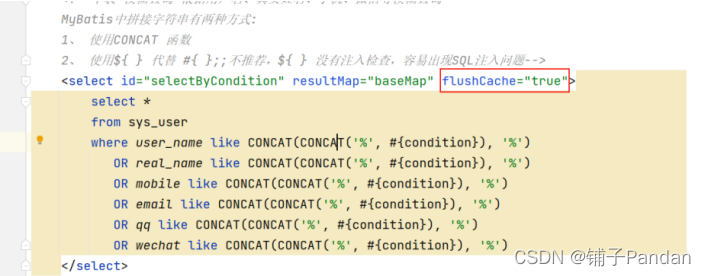 MyBatis中拼接字符串有两种方式:
1、 使用CONCAT 函数
2、 使用${ } 代替 #{ };;不推荐，${ } 没有注入检查，容易出现SQL注入问题-->
<select id="selectByCondition" resultMap="baseMap" flushCache="true">
select *
from sys_user
where user_name like CONCAT(CONCAT('%', #{condition}), '%')
OR real_name like CONCAT(CONCAT('%', #{condition}), '%')
OR mobile like CONCAT(CONCAT('%', #{condition}), '%')
OR email like CONCAT(CONCAT('%', #{condition}), '%')
OR qq like CONCAT(CONCAT('%', #{condition}), '%')
OR wechat like CONCAT(CONCAT('%', #{condition}), '%')
</select>
CSDN @铺子Pandan